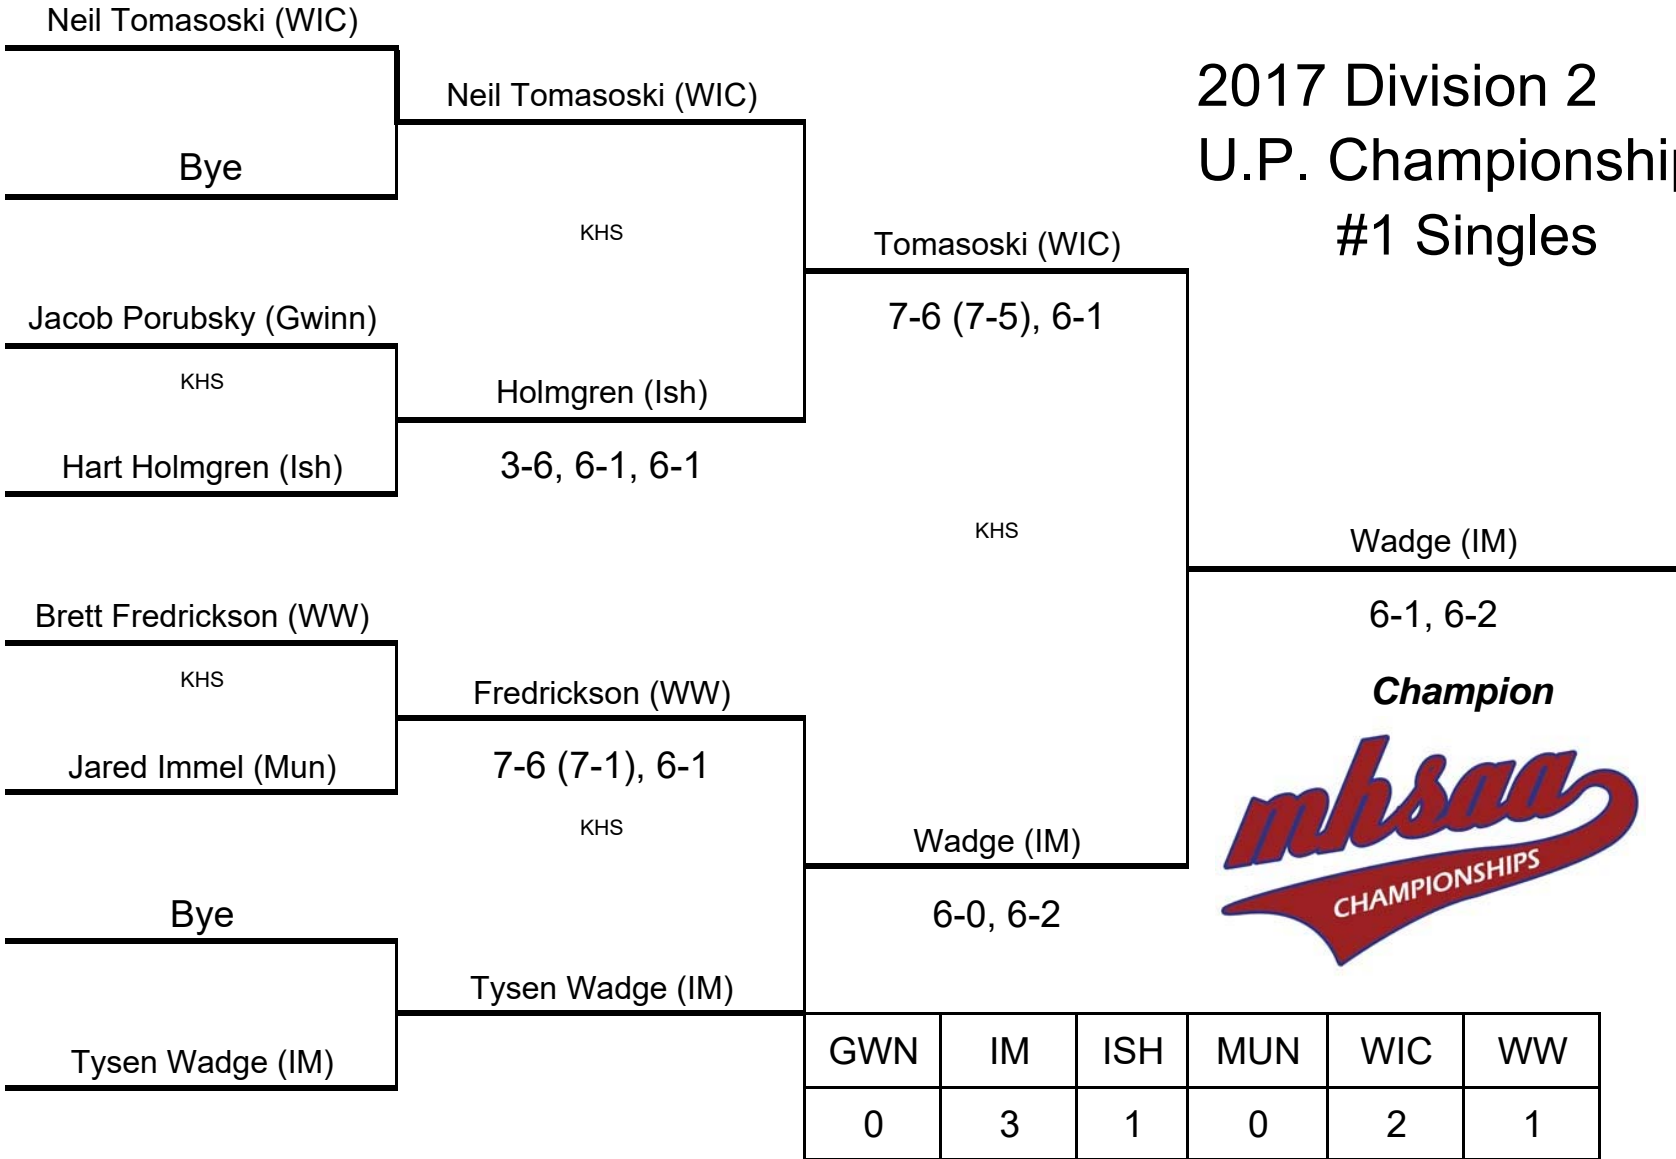 Neil Tomasoski (WIC)
Bye
Jacob Porubsky (Gwinn)
KHS
Hart Holmgren (Ish)
Brett Fredrickson (WW)
KHS
Jared Immel (Mun)
Bye
Tysen Wadge (IM)
Neil Tomasoski (WIC)
KHS
Holmgren (Ish)
3-6, 6-1, 6-1
Fredrickson (WW)
7-6 (7-1), 6-1
KHS
Tysen Wadge (IM)
Tomasoski (WIC)
7-6 (7-5), 6-1
KHS
Wadge (IM)
6-0, 6-2
2017 Division 2
U.P. Championshi
#1 Singles
Wadge (IM)
6-1, 6-2
Champion
mhsaa
CHAMPIONSHIPS
GWN IM ISH MUN WIC WW
0 3 1 0 2 1